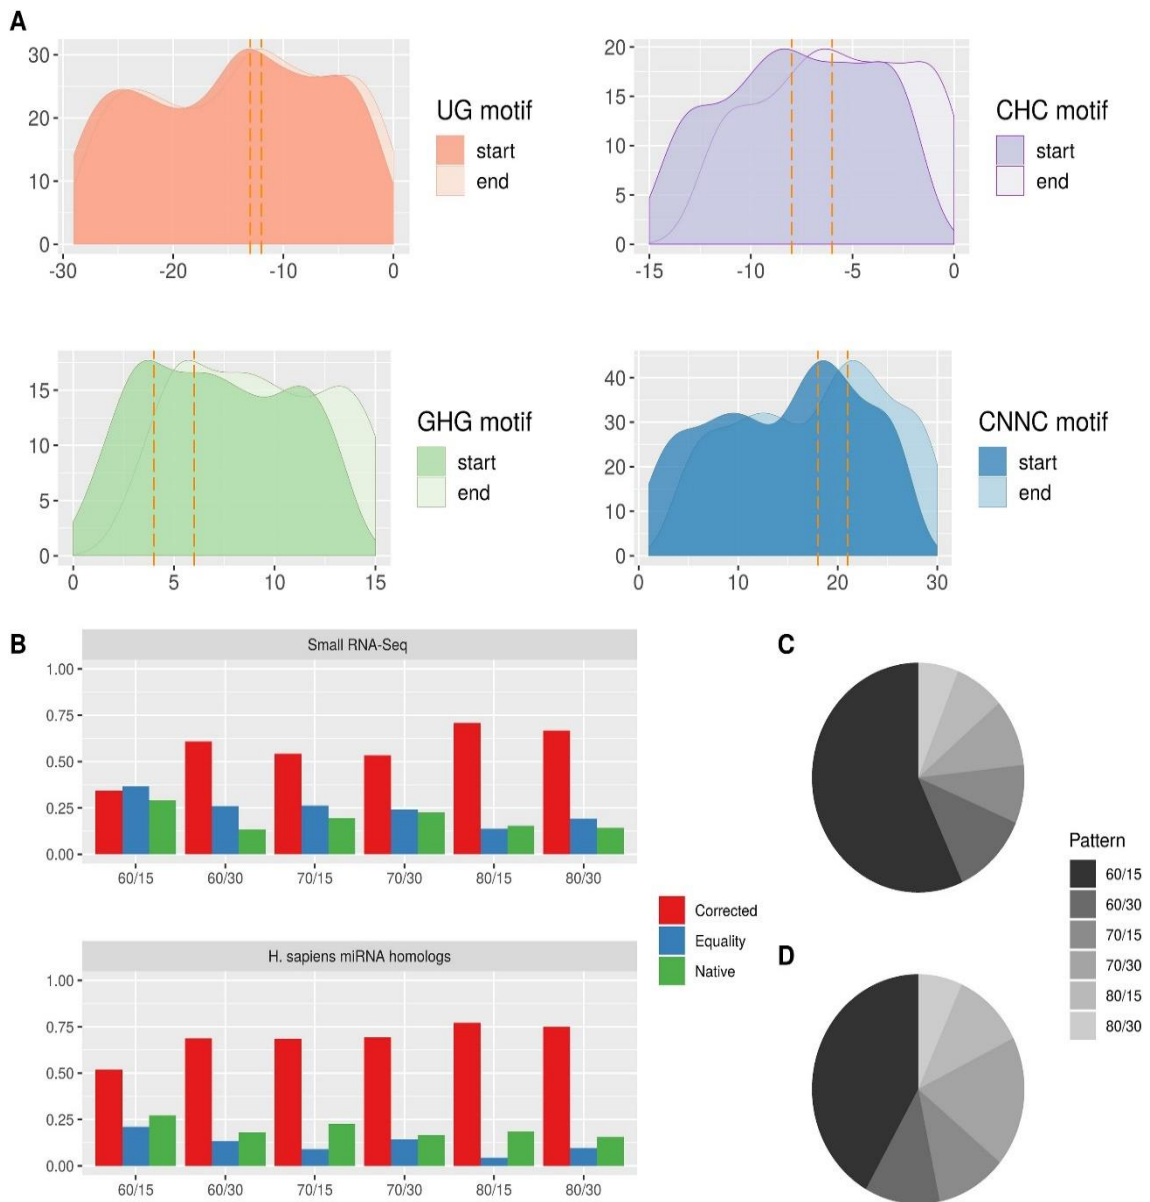 A
30
20
10
0
-30
-20
-10
0
UG motif
start
end
20
15
10
5
0
-15
-10
-5
0
CHC motif
start
end
15
10
5
0
0
5
10
15
GHG motif
start
end
40
30
20
10
0
0
10
20
30
CNNC motif
start
end
B
Small RNA-Seq
1.00
0.75
0.50
0.25
0.00
60/15 60/30 70/15 70/30 80/15 80/30
H. sapiens miRNA homologs
1.00
0.75
0.50
0.25
0.00
60/15 60/30 70/15 70/30 80/15 80/30
Corrected
Equality
Native
C
D
Pattern
60/15
60/30
70/15
70/30
80/15
80/30